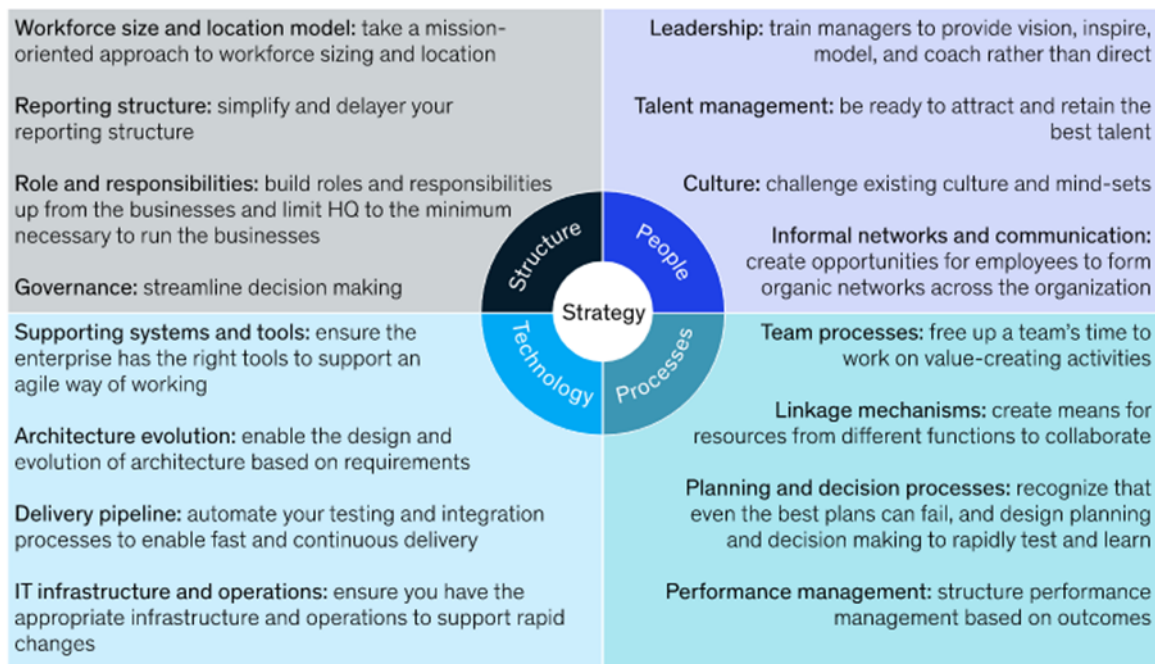 Workforce size and location model: take a mission-
oriented approach to workforce sizing and location
Reporting structure: simplify and delayer your
reporting structure
Role and responsibilities: build roles and responsibilities
up from the businesses and limit HQ to the minimum
necessary to run the businesses
Governance: streamline decision making
Leadership: train managers to provide vision, inspire,
model, and coach rather than direct
Talent management: be ready to attract and retain the
best talent
Culture: challenge existing culture and mind-sets
Informal networks and communication:
create opportunities for employees to form
organic networks across the organization
Structure
People
Strategy
Technology
Processes
Supporting systems and tools: ensure the
enterprise has the right tools to support an
agile way of working
Architecture evolution: enable the design and
evolution of architecture based on requirements
Delivery pipeline: automate your testing and integration
processes to enable fast and continuous delivery
IT infrastructure and operations: ensure you have the
appropriate infrastructure and operations to support rapid
changes
Team processes: free up a team’s time to
work on value-creating activities
Linkage mechanisms: create means for
resources from different functions to collaborate
Planning and decision processes: recognize that
even the best plans can fail, and design planning
and decision making to rapidly test and learn
Performance management: structure performance
management based on outcomes